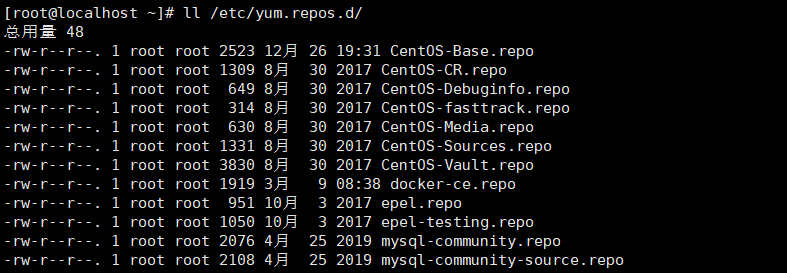 [root@localhost ~]# ll /etc/yum.repos.d/
总用量 48
-rw-r--r--. 1 root root 2523 12月 26 19:31 CentOS-Base.repo
-rw-r--r--. 1 root root 1309 8月  30 2017 CentOS-CR.repo
-rw-r--r--. 1 root root  649 8月  30 2017 CentOS-Debuginfo.repo
-rw-r--r--. 1 root root  314 8月  30 2017 CentOS-fasttrack.repo
-rw-r--r--. 1 root root  630 8月  30 2017 CentOS-Media.repo
-rw-r--r--. 1 root root 1331 8月  30 2017 CentOS-Sources.repo
-rw-r--r--. 1 root root 3830 8月  30 2017 CentOS-Vault.repo
-rw-r--r--. 1 root root 1919 3月   9 08:38 docker-ce.repo
-rw-r--r--. 1 root root  951 10月  3 2017 epel.repo
-rw-r--r--. 1 root root 1050 10月  3 2017 epel-testing.repo
-rw-r--r--. 1 root root 2076 4月  25 2019 mysql-community.repo
-rw-r--r--. 1 root root 2108 4月  25 2019 mysql-community-source.repo